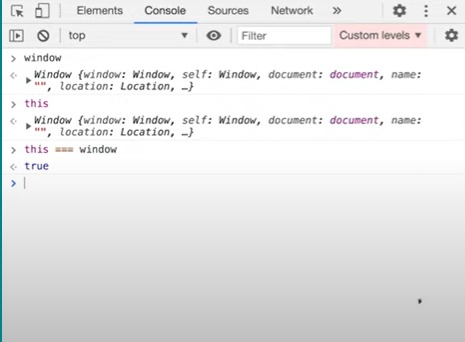 Elements Console Sources Network »
top Filter Custom levels
> window
Window {window: Window, self: Window, document: document, name:
"", location: Location, …}
> this
Window {window: Window, self: Window, document: document, name:
"", location: Location, …}
> this === window
true
>